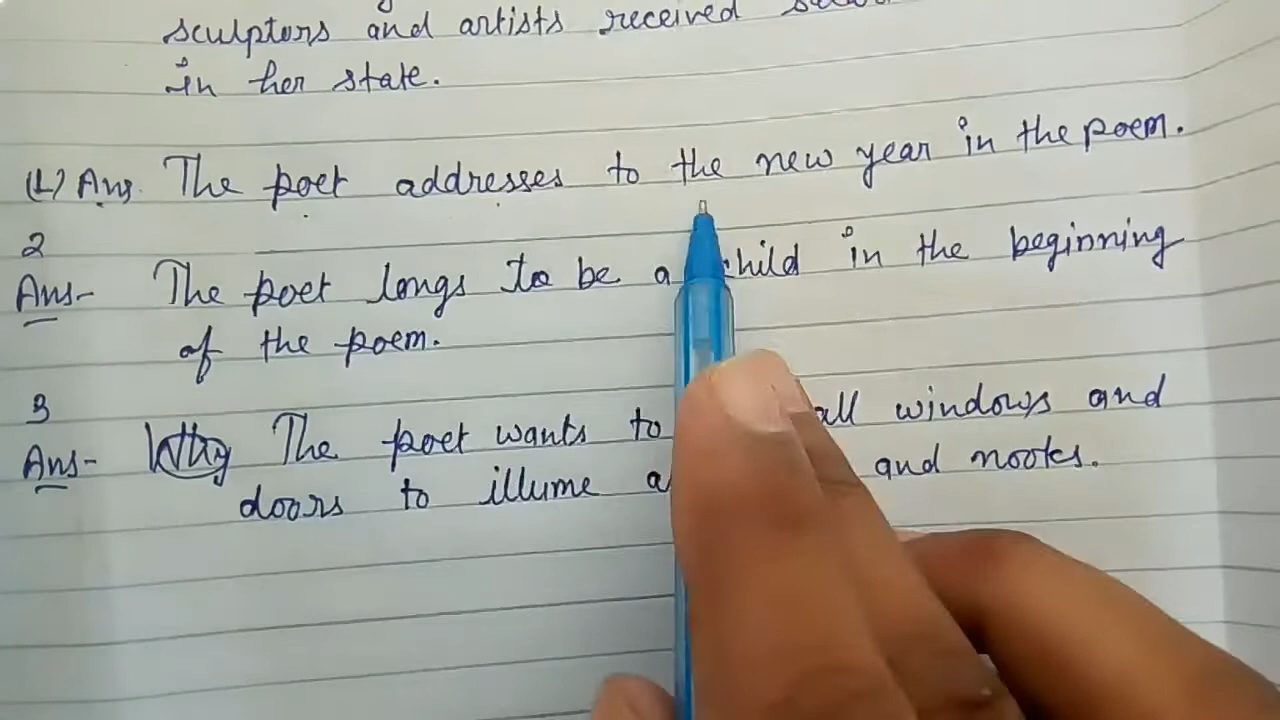 sculptors and artists received
in her state.
(1) Ans. The poet addresses to the new year in the poem.
2
Ans- The poet longs to be a child in the beginning
of the poem.
3
Ans- Why The poet wants to all windows and
doors to illume and nooks.